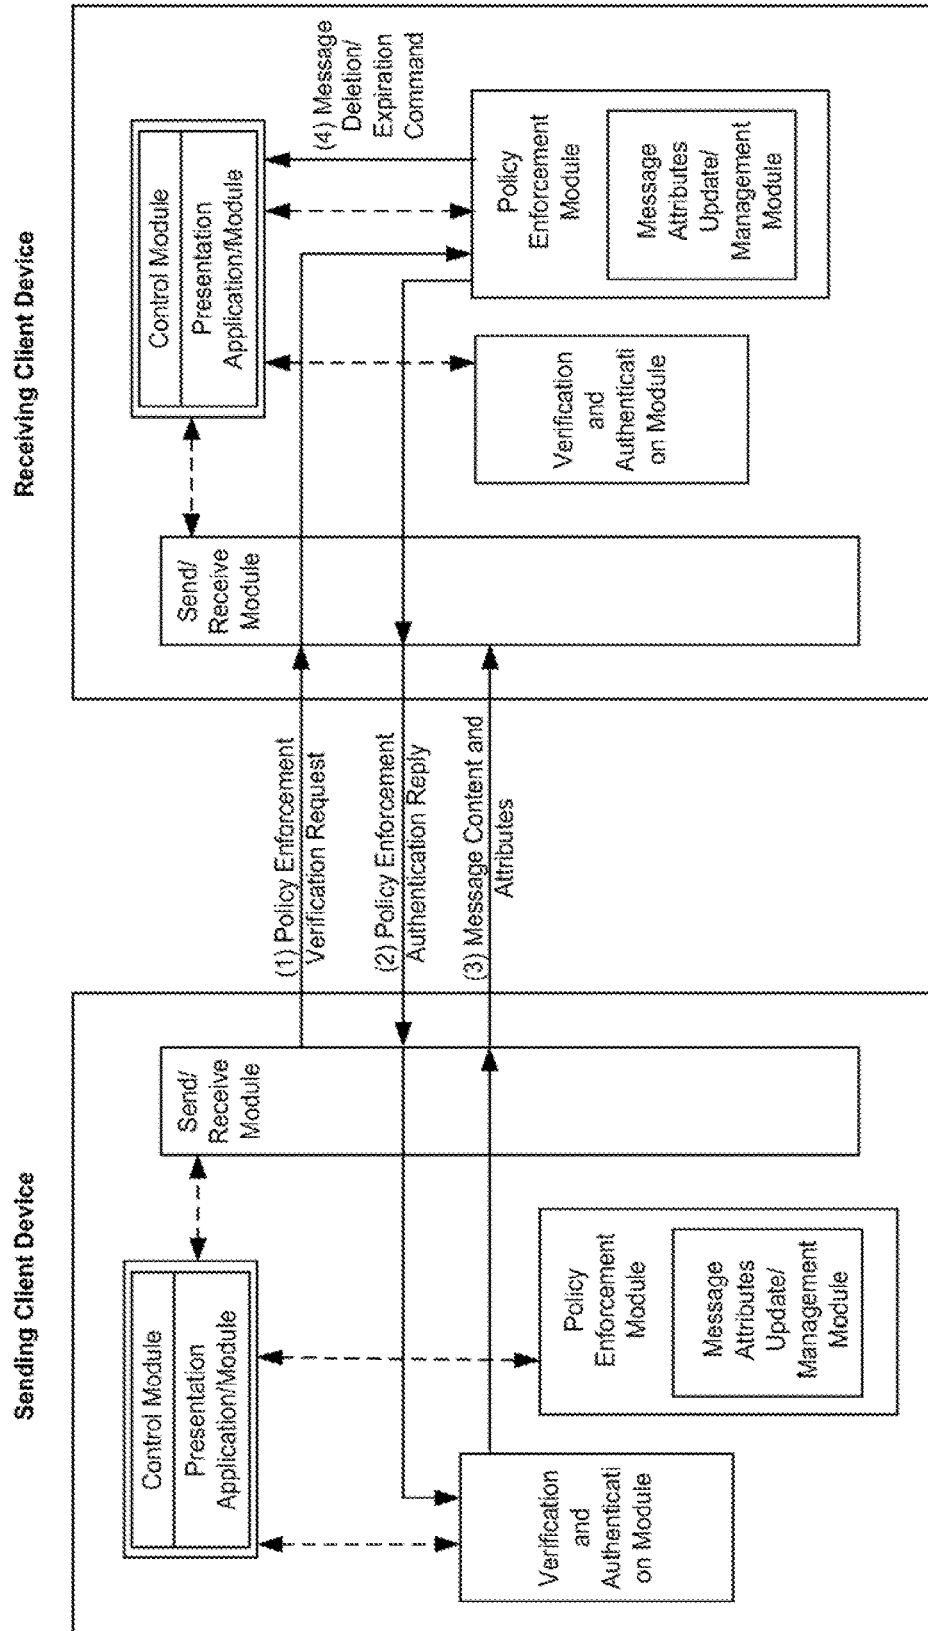 Sending Client Device
Control Module
Presentation
Application/Module
Verification
and
Authenticati
on Module
Policy
Enforcement
Module
Message
Attributes
Update/
Management
Module
Send/
Receive
Module
(1) Policy Enforcement
Verification Request
(2) Policy Enforcement
Authentication Reply
(3) Message Content and
Attributes
Receiving Client Device
Send/
Receive
Module
Control Module
Presentation
Application/Module
(4) Message
Deletion/
Expiration
Command
Verification
and
Authenticati
on Module
Policy
Enforcement
Module
Message
Attributes
Update/
Management
Module